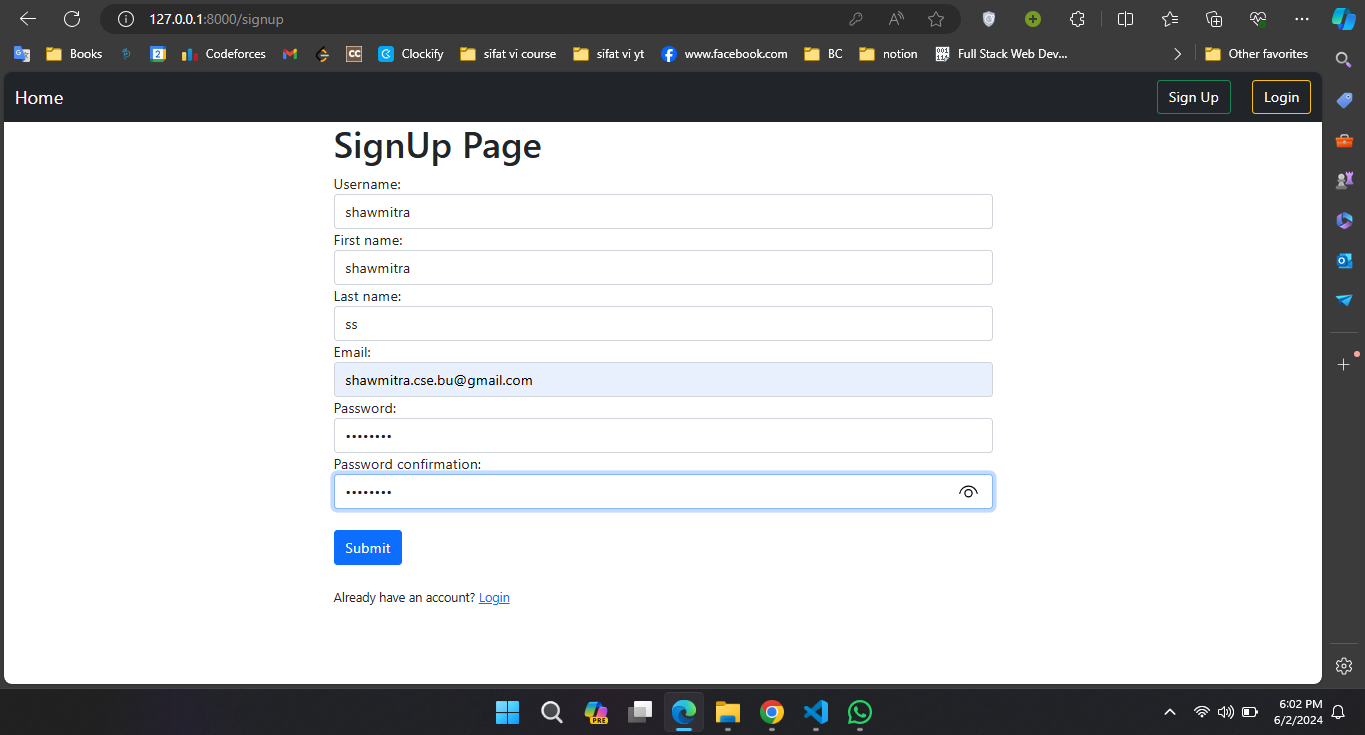 127.0.0.1:8000/signup
Books
Codeforces
CC
Clockify
sifat vi course
sifat vi yt
www.facebook.com
BC
notion
Full Stack Web Dev...
Other favorites
Home
Sign Up
Login
SignUp Page
Username:
shawmitra
First name:
shawmitra
Last name:
ss
Email:
shawmitra.cse.bu@gmail.com
Password:
••••••••
Password confirmation:
••••••••
Submit
Already have an account? Login
PRE
6:02 PM
6/2/2024